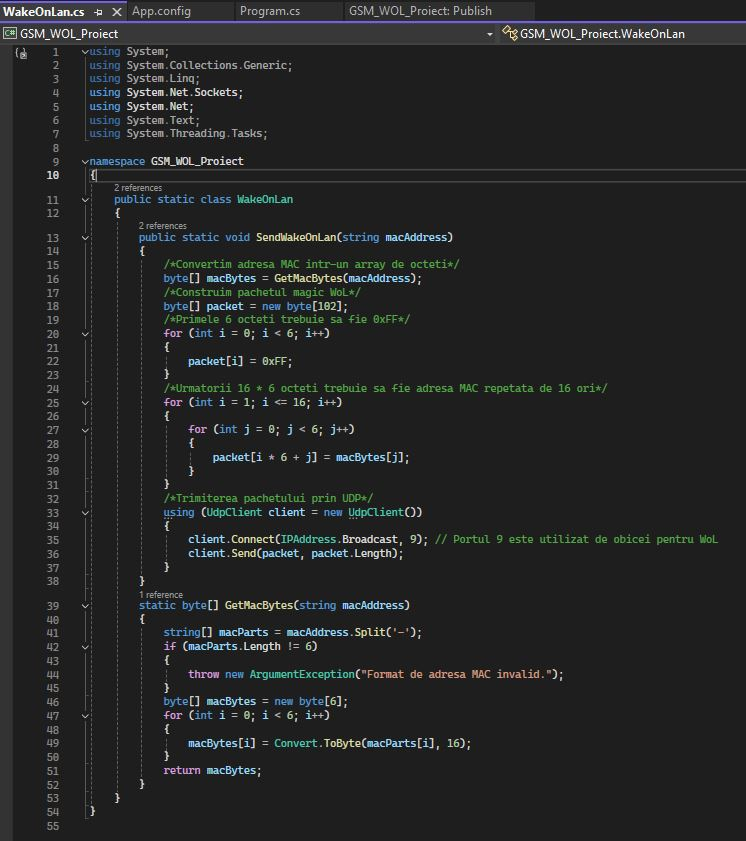 WakeOnLan.cs App.config Program.cs GSM_WOL_Proiect: Publish
C# GSM_WOL_Proiect GSM_WOL_Proiect.WakeOnLan
1 using System;
2 using System.Collections.Generic;
3 using System.Linq;
4 using System.Net.Sockets;
5 using System.Net;
6 using System.Text;
7 using System.Threading.Tasks;
8
9 namespace GSM_WOL_Proiect
10 {
2 references
11 public static class WakeOnLan
12 {
2 references
13 public static void SendWakeOnLan(string macAddress)
14 {
15 /*Convertim adresa MAC intr-un array de octeti*/
16 byte[] macBytes = GetMacBytes(macAddress);
17 /*Construim pachetul magic WoL*/
18 byte[] packet = new byte[102];
19 /*Primele 6 octeti trebuie sa fie 0xFF*/
20 for (int i = 0; i < 6; i++)
21 {
22 packet[i] = 0xFF;
23 }
24 /*Urmatorii 16 * 6 octeti trebuie sa fie adresa MAC repetata de 16 ori*/
25 for (int i = 1; i <= 16; i++)
26 {
27 for (int j = 0; j < 6; j++)
28 {
29 packet[i * 6 + j] = macBytes[j];
30 }
31 }
32 /*Trimiterea pachetului prin UDP*/
33 using (UdpClient client = new UdpClient())
34 {
35 client.Connect(IPAddress.Broadcast, 9); // Portul 9 este utilizat de obicei pentru WoL
36 client.Send(packet, packet.Length);
37 }
38 }
1 reference
39 static byte[] GetMacBytes(string macAddress)
40 {
41 string[] macParts = macAddress.Split('-');
42 if (macParts.Length != 6)
43 {
44 throw new ArgumentException("Format de adresa MAC invalid.");
45 }
46 byte[] macBytes = new byte[6];
47 for (int i = 0; i < 6; i++)
48 {
49 macBytes[i] = Convert.ToByte(macParts[i], 16);
50 }
51 return macBytes;
52 }
53 }
54 }
55